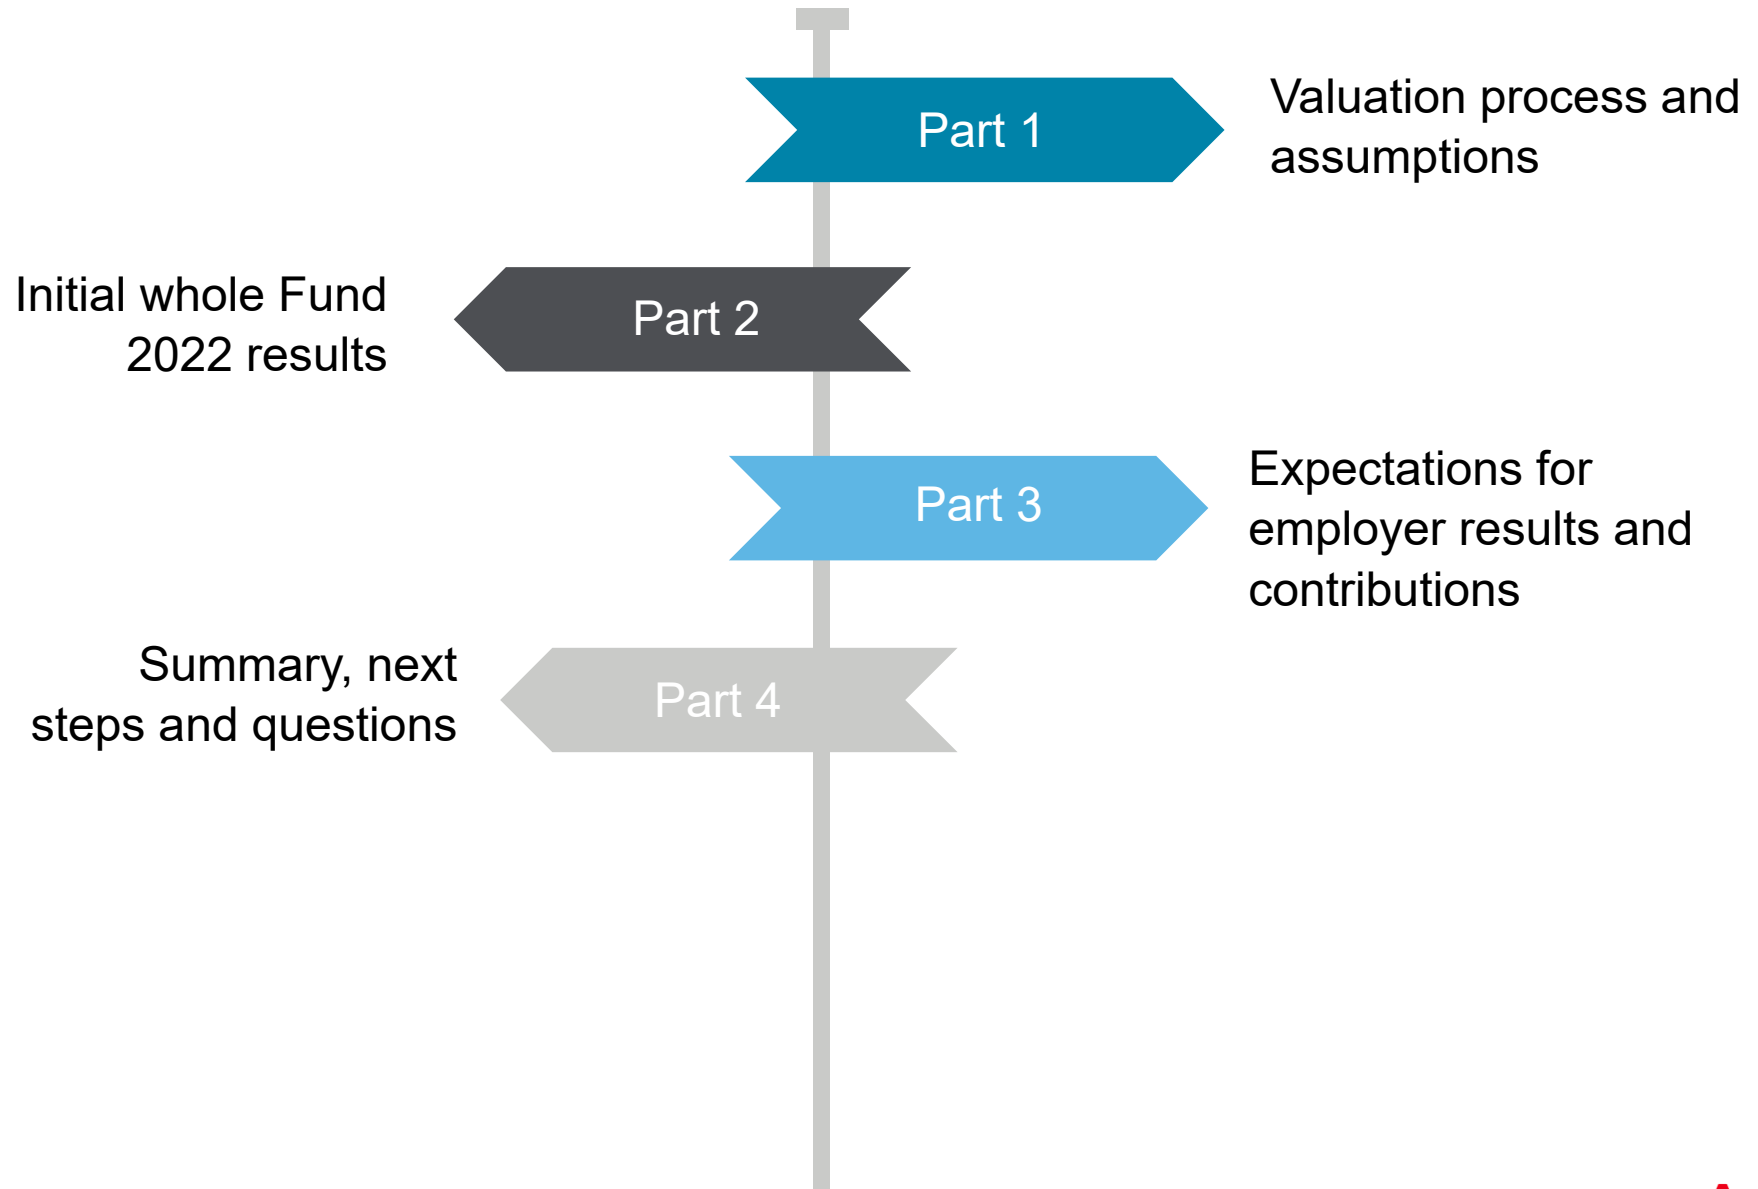 Part 1
Valuation process and
assumptions
Initial whole Fund
2022 results
Part 2
Part 3
Expectations for
employer results and
contributions
Summary, next
steps and questions
Part 4